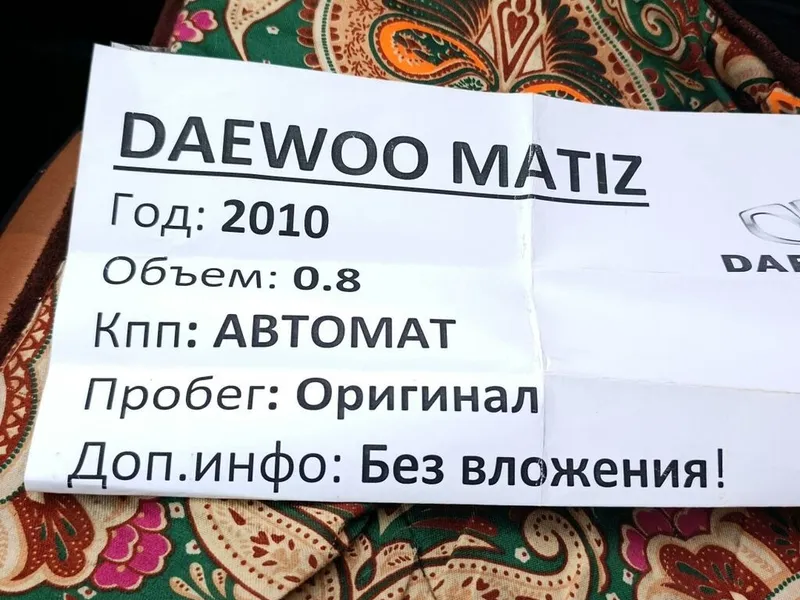 DAEWOO MATIZ
Год: 2010
Объем: 0.8
Кпп: АВТОМАТ
Пробег: Оригинал
Доп.инфо: Без вложения!